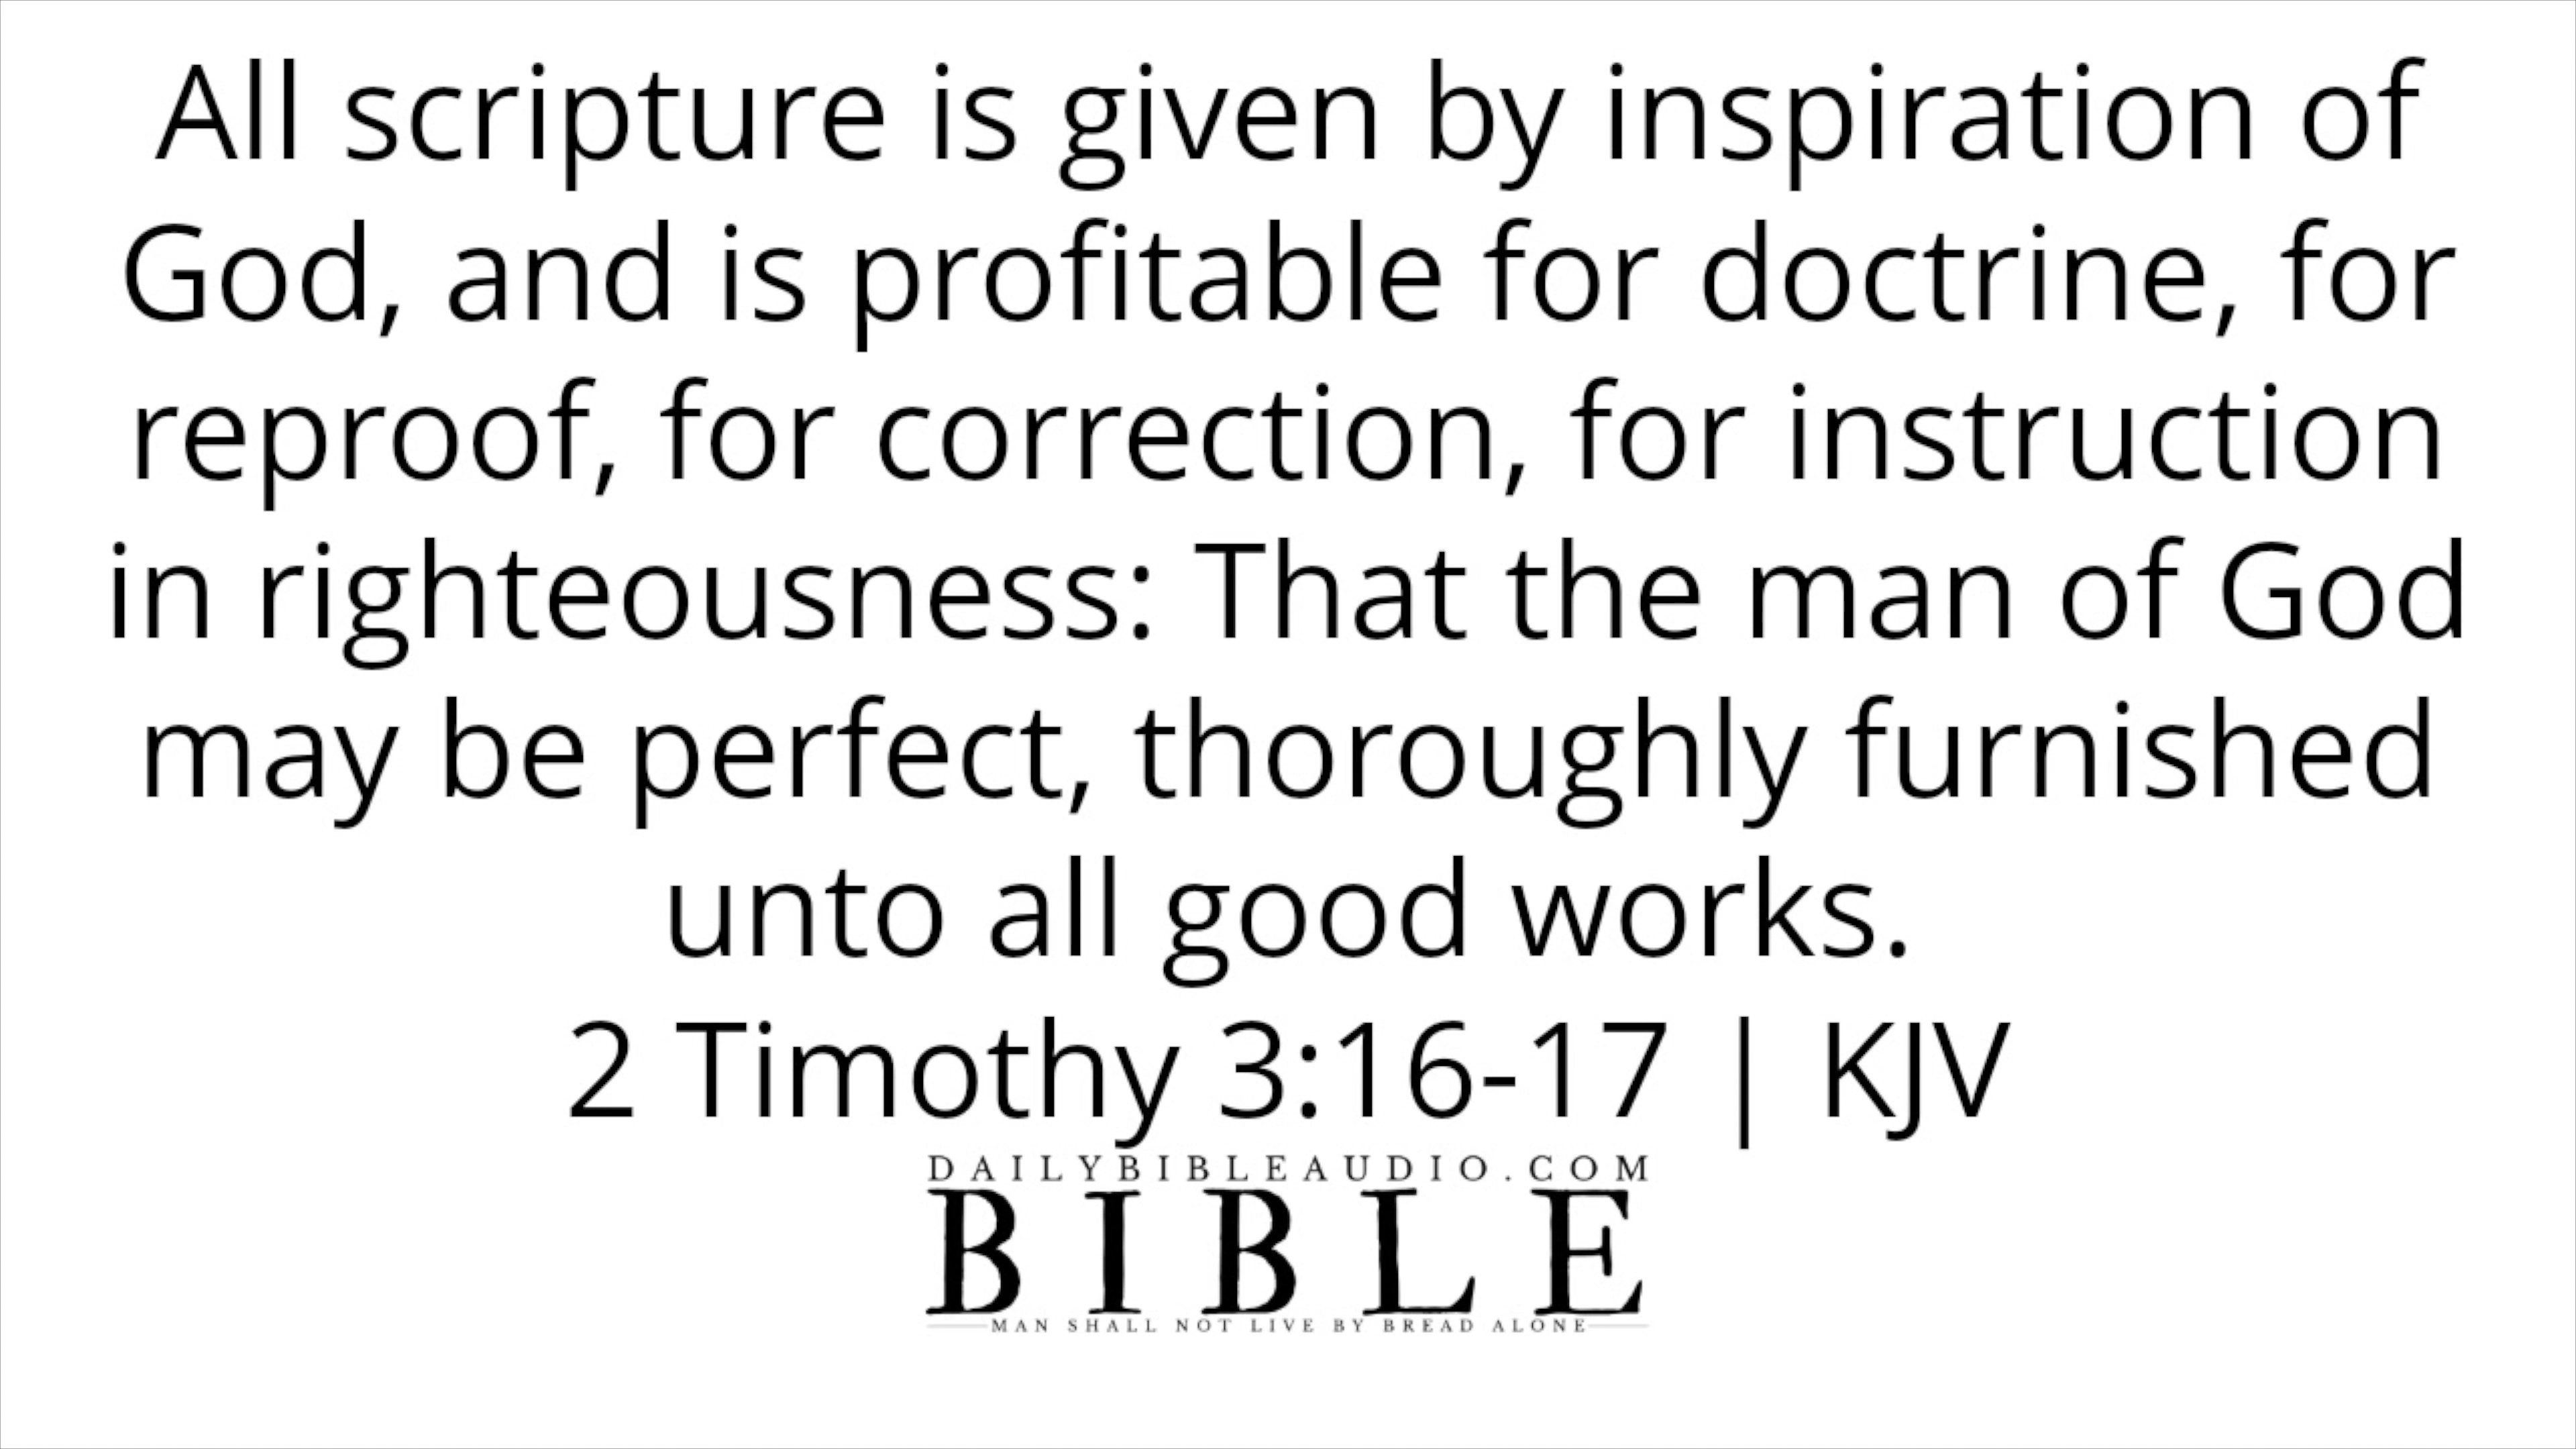 All scripture is given by inspiration of
God, and is profitable for doctrine, for
reproof, for correction, for instruction
in righteousness: That the man of God
may be perfect, thoroughly furnished
unto all good works.
2 Timothy 3:16-17 | KJV
DAILYBIBLEAUDIO.COM
BIBLE
MAN SHALL NOT LIVE BY BREAD ALONE